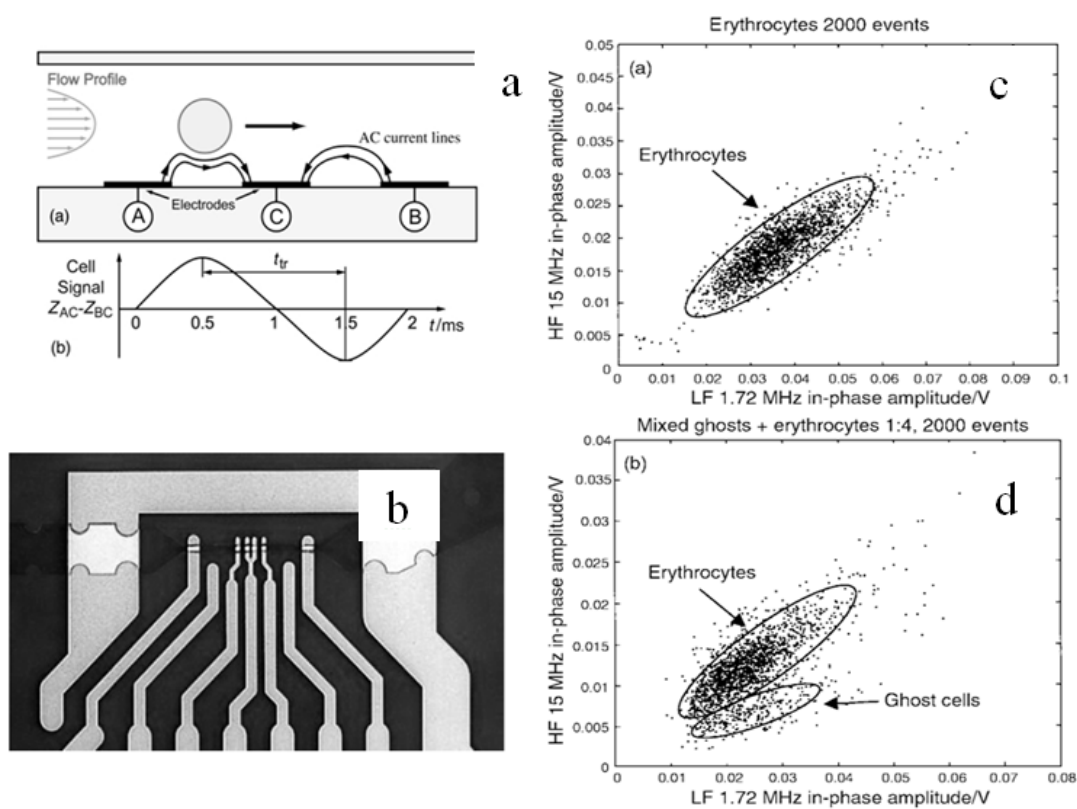 a
Flow Profile
AC current lines
Electrodes
(a)
A
C
B
Cell
Signal
Z_AC-Z_BC
t_tr
0
0.5
1
1.5
2
t/ms
(b)
b
Erythrocytes 2000 events
(a)
c
Erythrocytes
HF 15 MHz in-phase amplitude/V
0.05
0.045
0.04
0.035
0.03
0.025
0.02
0.015
0.01
0.005
0
0
0.01
0.02
0.03
0.04
0.05
0.06
0.07
0.08
0.09
0.1
LF 1.72 MHz in-phase amplitude/V
Mixed ghosts + erythrocytes 1:4, 2000 events
(b)
d
Erythrocytes
Ghost cells
HF 15 MHz in-phase amplitude/V
0.04
0.035
0.03
0.025
0.02
0.015
0.01
0.005
0
0
0.01
0.02
0.03
0.04
0.05
0.06
0.07
0.08
LF 1.72 MHz in-phase amplitude/V